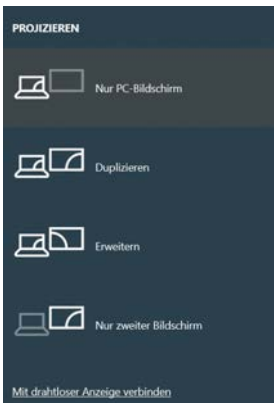 PROJIZIEREN
Nur PC-Bildschirm
Duplizieren
Erweitern
Nur zweiter Bildschirm
Mit drahtloser Anzeige verbinden